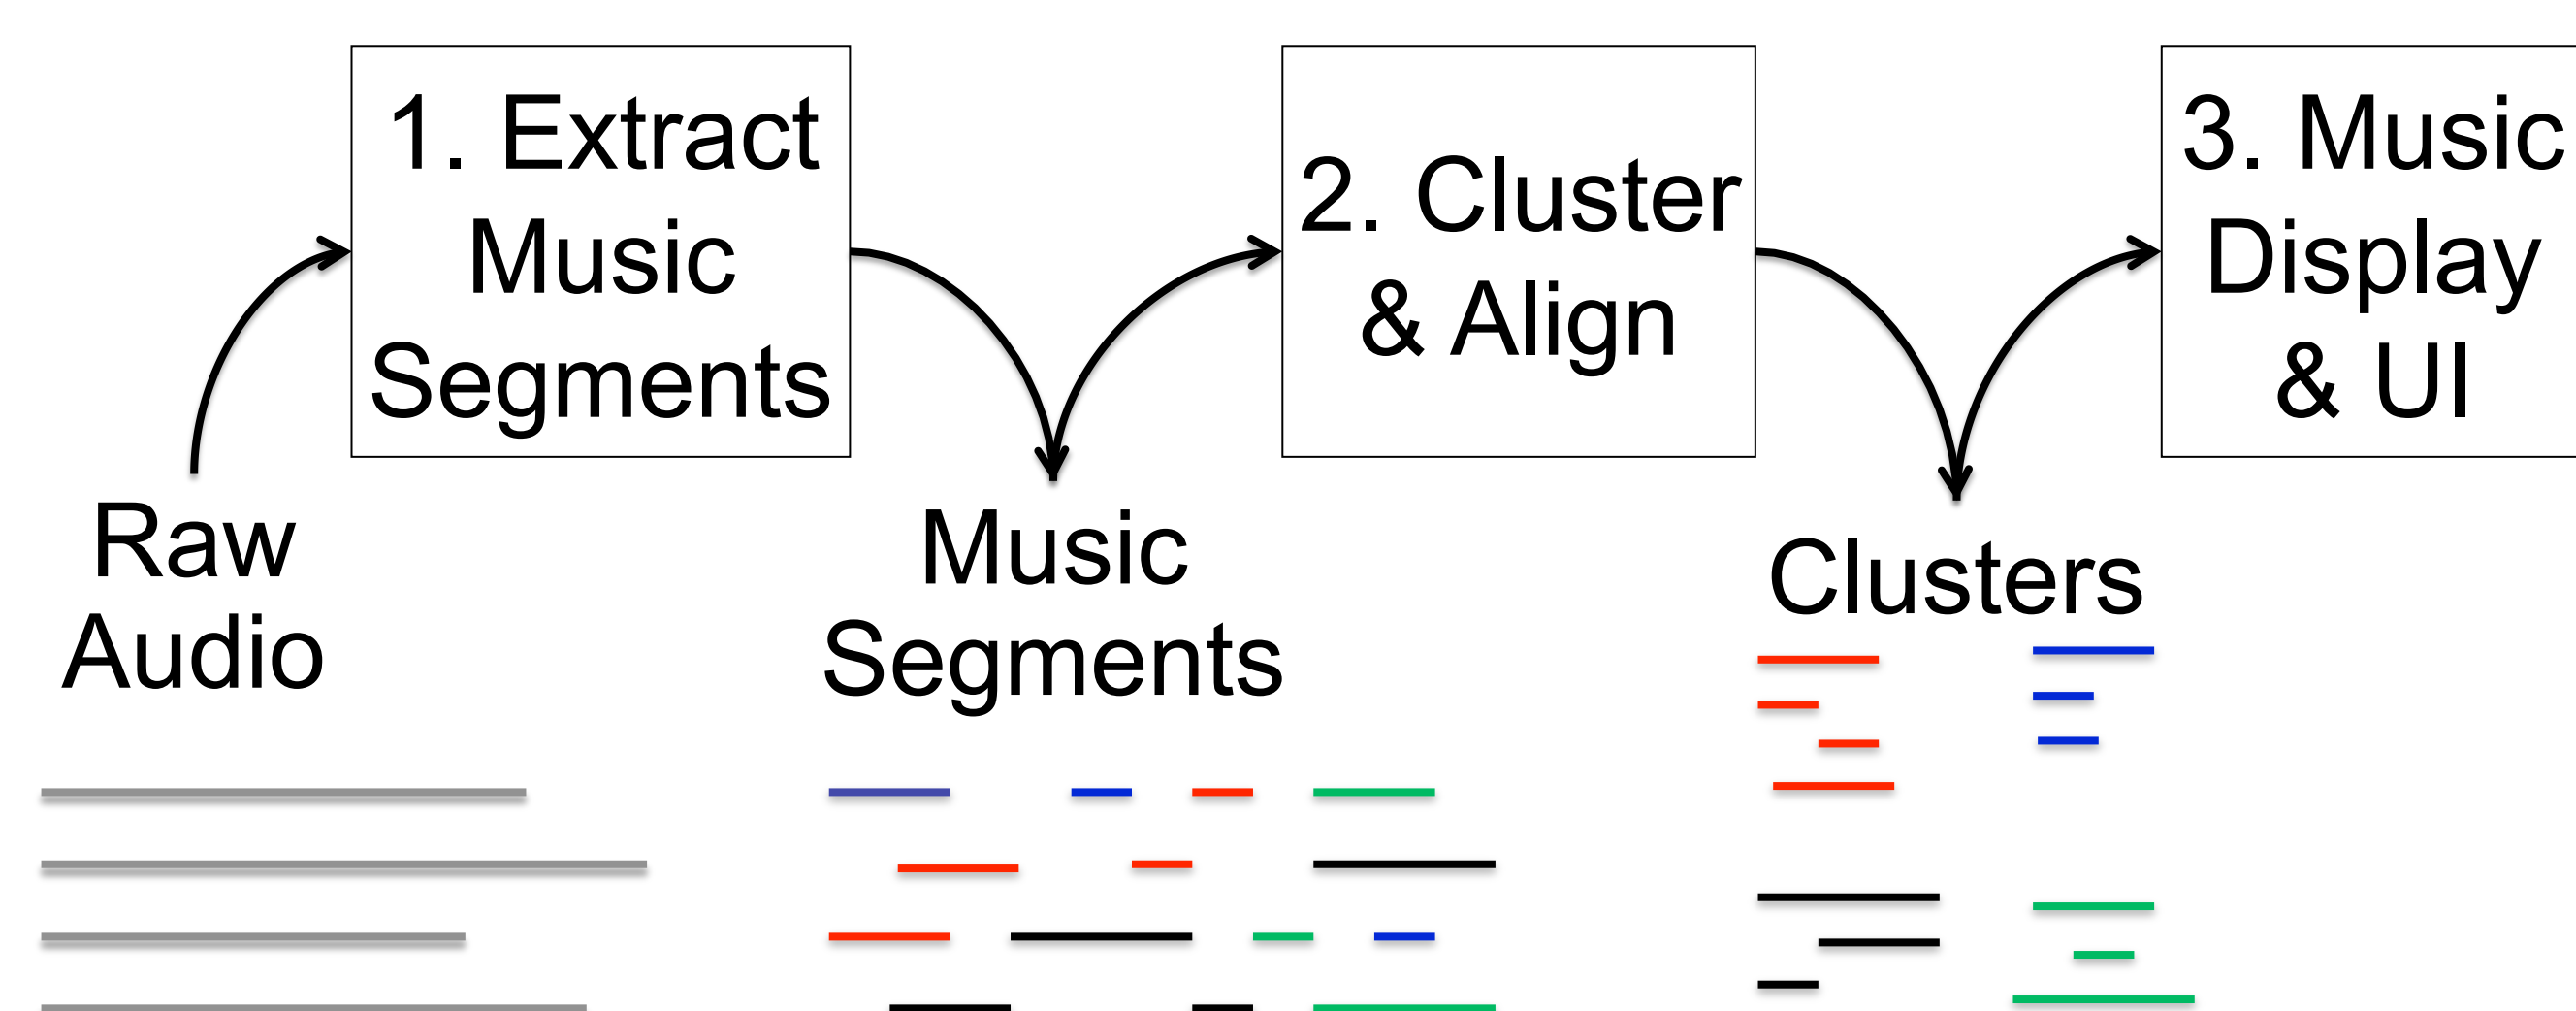 1. Extract
Music
Segments
2. Cluster
& Align
3. Music
Display
& UI
Raw
Audio
Music
Segments
Clusters